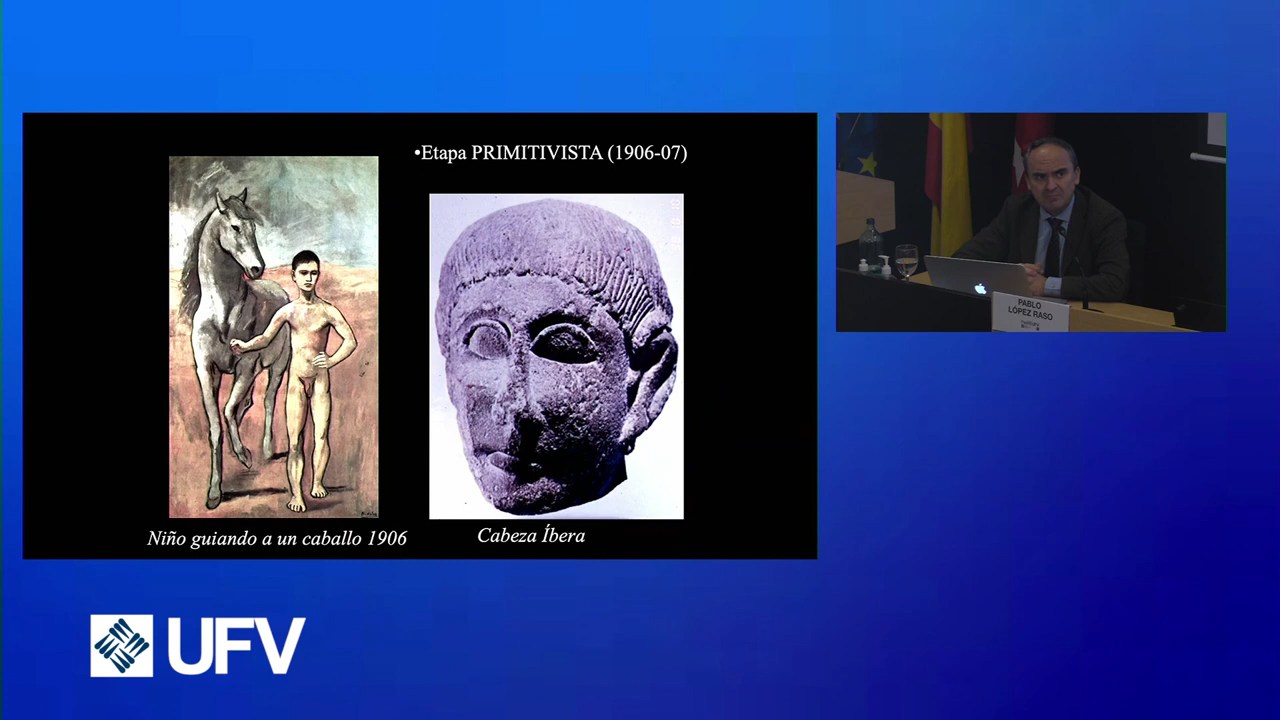 •Etapa PRIMITIVISTA (1906-07)
Niño guiando a un caballo 1906
Cabeza Íbera
PABLO
LÓPEZ RASO
UFV